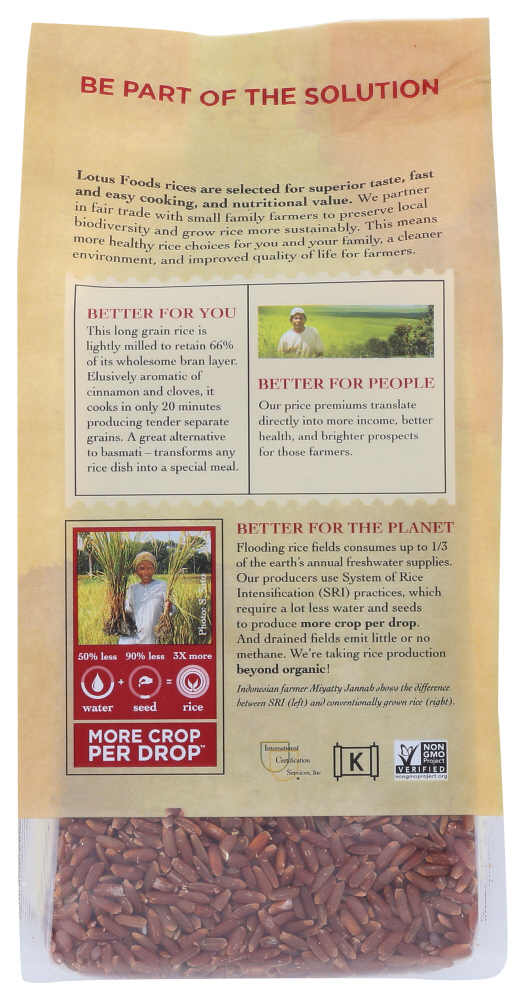 BE PART OF THE SOLUTION
Lotus Foods rices are selected for superior taste, fast
and easy cooking, and nutritional value. We partner
in fair trade with small family farmers to preserve local
biodiversity and grow rice more sustainably. This means
more healthy rice choices for you and your family, a cleaner
environment, and improved quality of life for farmers.
BETTER FOR YOU
This long grain rice is
lightly milled to retain 66%
of its wholesome bran layer.
Elusively aromatic of
cinnamon and cloves, it
cooks in only 20 minutes
producing tender separate
grains. A great alternative
to basmati – transforms any
rice dish into a special meal.
BETTER FOR PEOPLE
Our price premiums translate
directly into more income, better
health, and brighter prospects
for those farmers.
Photo: S. Sato
50% less 90% less 3X more
+ =
water seed rice
MORE CROP
PER DROP™
BETTER FOR THE PLANET
Flooding rice fields consumes up to 1/3
of the earth's annual freshwater supplies.
Our producers use System of Rice
Intensification (SRI) practices, which
require a lot less water and seeds
to produce more crop per drop.
And drained fields emit little or no
methane. We're taking rice production
beyond organic!
Indonesian farmer Miyatty Jannah shows the difference
between SRI (left) and conventionally grown rice (right).
International
Certification
Services, Inc
K
NON
GMO
Project
VERIFIED
nongmoproject.org